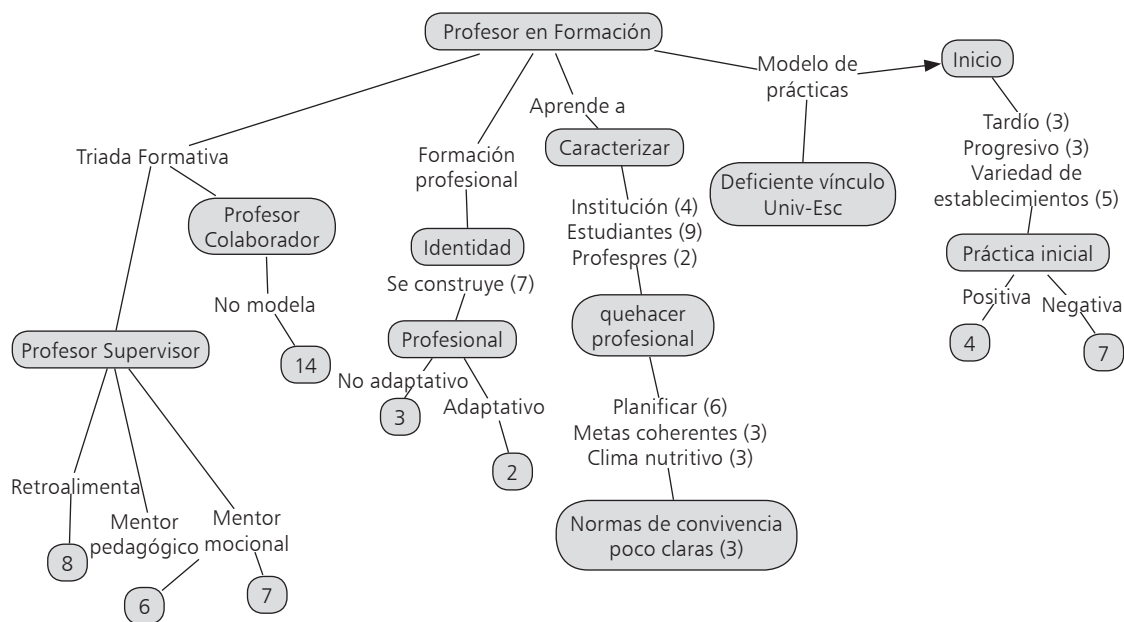 Profesor en Formación
Triada Formativa
Profesor
Colaborador
No modela
14
Profesor Supervisor
Retroalimenta
8
Mentor
pedagógico
6
Mentor
mocional
7
Formación
profesional
Identidad
Se construye (7)
Profesional
No adaptativo
3
Adaptativo
2
Aprende a
Caracterizar
Institución (4)
Estudiantes (9)
Profespres (2)
quehacer
profesional
Planificar (6)
Metas coherentes (3)
Clima nutritivo (3)
Normas de convivencia
poco claras (3)
Modelo de
prácticas
Deficiente vínculo
Univ-Esc
Inicio
Tardío (3)
Progresivo (3)
Variedad de
establecimientos (5)
Práctica inicial
Positiva
4
Negativa
7